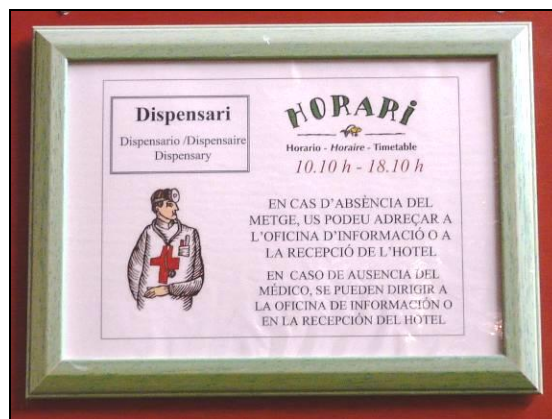 Dispensari
Dispensario /Dispensaire
Dispensary
HORARi
Horario - Horaire - Timetable
10.10 h - 18.10 h
EN CAS D'ABSÈNCIA DEL
METGE, US PODEU ADREÇAR A
L'OFICINA D'INFORMACIÓ O A
LA RECEPCIÓ DE L'HOTEL
EN CASO DE AUSENCIA DEL
MÉDICO, SE PUEDEN DIRIGIR A
LA OFICINA DE INFORMACIÓN O
EN LA RECEPCIÓN DEL HOTEL